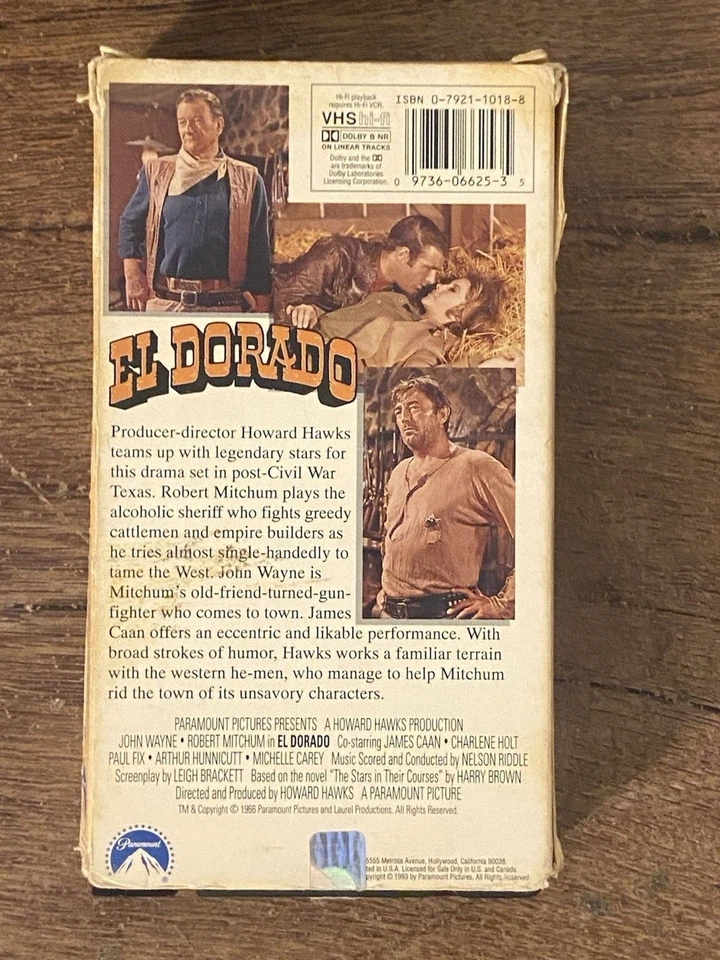 Hi-Fi playback
requires Hi-Fi VCR.
VHS hi-fi
DOLBY B NR
ON LINEAR TRACKS
Dolby and the
are trademarks of
Dolby Laboratories
Licensing Corporation.
ISBN 0-7921-1018-8
0 9736-06625-3 5
EL DORADO
Producer-director Howard Hawks
teams up with legendary stars for
this drama set in post-Civil War
Texas. Robert Mitchum plays the
alcoholic sheriff who fights greedy
cattlemen and empire builders as
he tries almost single-handedly to
tame the West. John Wayne is
Mitchum's old-friend-turned-gun-
fighter who comes to town. James
Caan offers an eccentric and likable performance. With
broad strokes of humor, Hawks works a familiar terrain
with the western he-men, who manage to help Mitchum
rid the town of its unsavory characters.
PARAMOUNT PICTURES PRESENTS A HOWARD HAWKS PRODUCTION
JOHN WAYNE • ROBERT MITCHUM in EL DORADO Co-starring JAMES CAAN • CHARLENE HOLT
PAUL FIX • ARTHUR HUNNICUTT • MICHELLE CAREY Music Scored and Conducted by NELSON RIDDLE
Screenplay by LEIGH BRACKETT Based on the novel "The Stars in Their Courses" by HARRY BROWN
Directed and Produced by HOWARD HAWKS A PARAMOUNT PICTURE
TM & Copyright © 1966 Paramount Pictures and Laurel Productions. All Rights Reserved.
Paramount
5555 Melrose Avenue, Hollywood, California 90038
ted in U.S.A. Licensed for Sale Only in U.S. and Canada.
pyright © 1993 by Paramount Pictures. All Rights Reserved